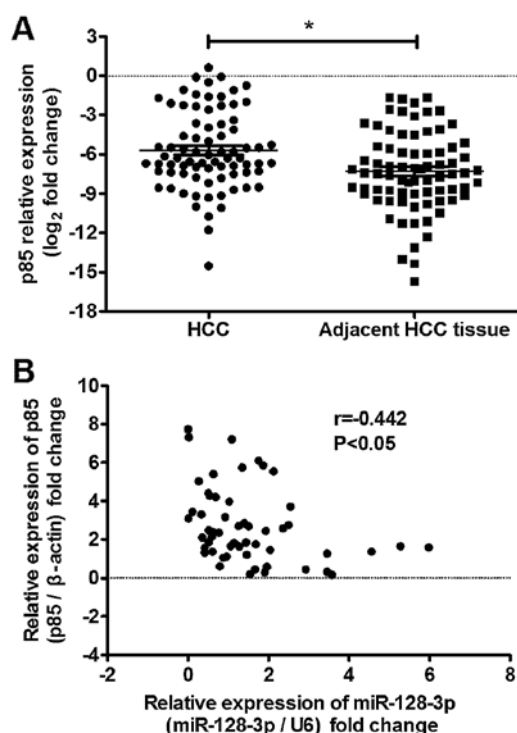 A
*
p85 relative expression
(log2 fold change)
3
0
-3
-6
-9
-12
-15
-18
HCC
Adjacent HCC tissue
B
r=-0.442
P<0.05
Relative expression of p85
(p85 / β-actin) fold change
10
8
6
4
2
0
-2
-4
-2
0
2
4
6
8
Relative expression of miR-128-3p
(miR-128-3p / U6) fold change